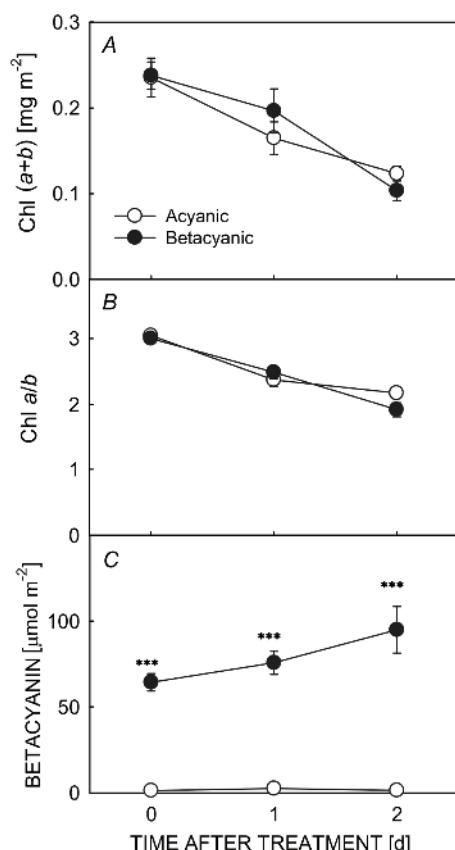 A
0.3
0.2
0.1
0.0
Chl (a+b) [mg m⁻²]
Acyanic
Betacyanic
B
3
2
1
0
Chl a/b
C
***
***
***
100
50
0
BETACYANIN [µmol m⁻²]
0 1 2
TIME AFTER TREATMENT [d]